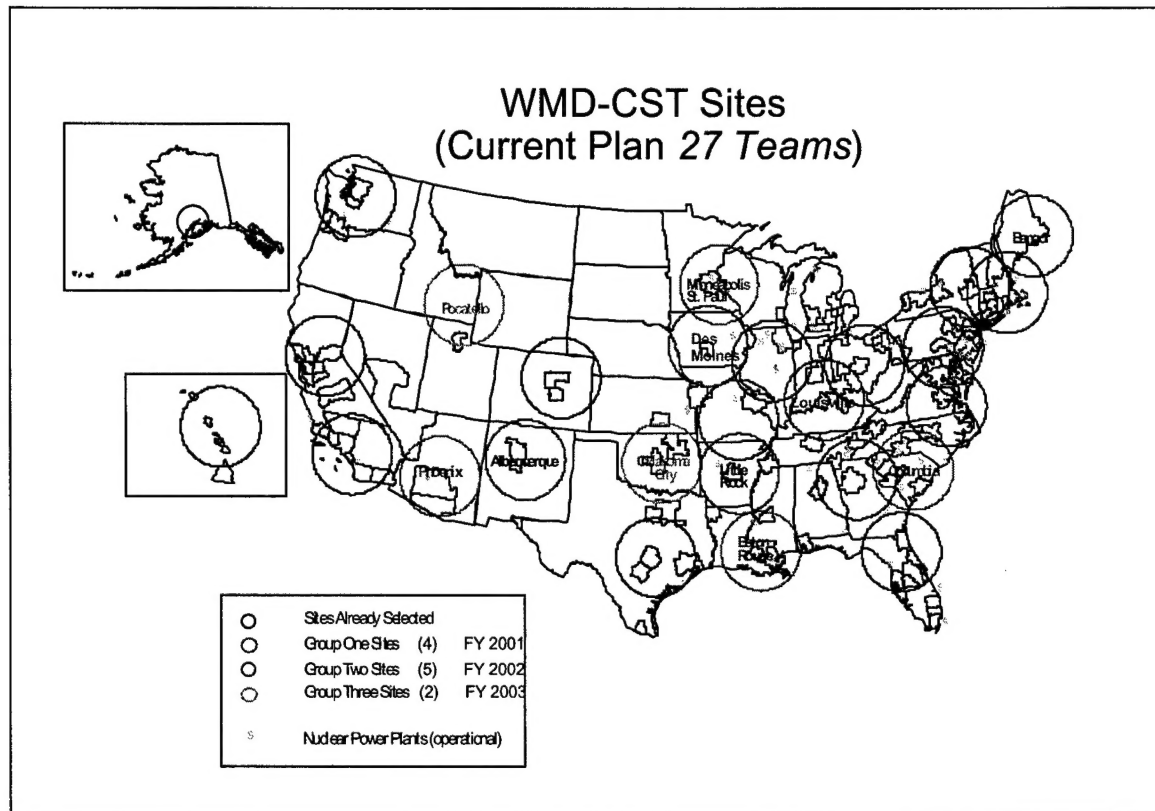 WMD-CST Sites
(Current Plan 27 Teams)
Bangor
Minneapolis
St. Paul
Pocatello
Des
Moines
Louisville
Phoenix
Albuquerque
Oklahoma
City
Little
Rock
Columbia
Baton
Rouge
Sites Already Selected
Group One Sites (4) FY 2001
Group Two Sites (5) FY 2002
Group Three Sites (2) FY 2003
Nuclear Power Plants (operational)